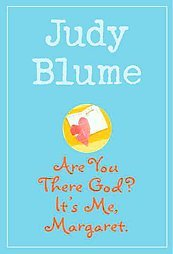 Judy
Blume
Are You
There God?
It's Me,
Margaret.